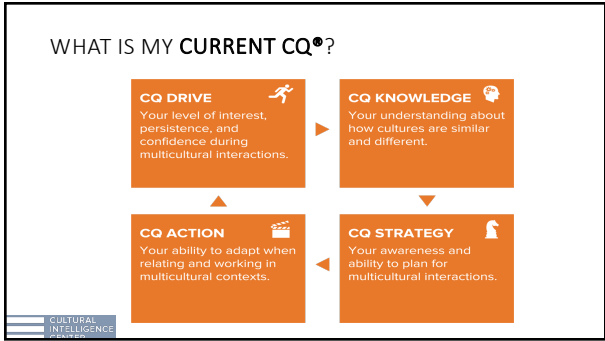 WHAT IS MY CURRENT CQ®?
CQ DRIVE
Your level of interest,
persistence, and
confidence during
multicultural interactions.
CQ KNOWLEDGE
Your understanding about
how cultures are similar
and different.
CQ ACTION
Your ability to adapt when
relating and working in
multicultural contexts.
CQ STRATEGY
Your awareness and
ability to plan for
multicultural interactions.
CULTURAL
INTELLIGENCE
CENTER